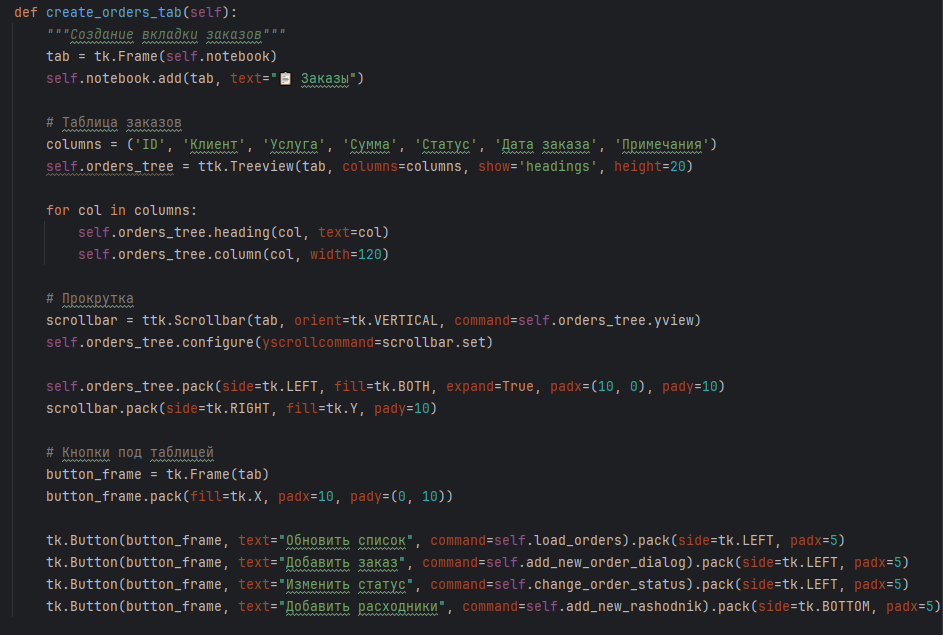 def create_orders_tab(self):
"""Создание вкладки заказов"""
tab = tk.Frame(self.notebook)
self.notebook.add(tab, text="📋 Заказы")
# Таблица заказов
columns = ('ID', 'Клиент', 'Услуга', 'Сумма', 'Статус', 'Дата заказа', 'Примечания')
self.orders_tree = ttk.Treeview(tab, columns=columns, show='headings', height=20)
for col in columns:
self.orders_tree.heading(col, text=col)
self.orders_tree.column(col, width=120)
# Прокрутка
scrollbar = ttk.Scrollbar(tab, orient=tk.VERTICAL, command=self.orders_tree.yview)
self.orders_tree.configure(yscrollcommand=scrollbar.set)
self.orders_tree.pack(side=tk.LEFT, fill=tk.BOTH, expand=True, padx=(10, 0), pady=10)
scrollbar.pack(side=tk.RIGHT, fill=tk.Y, pady=10)
# Кнопки под таблицей
button_frame = tk.Frame(tab)
button_frame.pack(fill=tk.X, padx=10, pady=(0, 10))
tk.Button(button_frame, text="Обновить список", command=self.load_orders).pack(side=tk.LEFT, padx=5)
tk.Button(button_frame, text="Добавить заказ", command=self.add_new_order_dialog).pack(side=tk.LEFT, padx=5)
tk.Button(button_frame, text="Изменить статус", command=self.change_order_status).pack(side=tk.LEFT, padx=5)
tk.Button(button_frame, text="Добавить расходники", command=self.add_new_rashodnik).pack(side=tk.BOTTOM, padx=5)